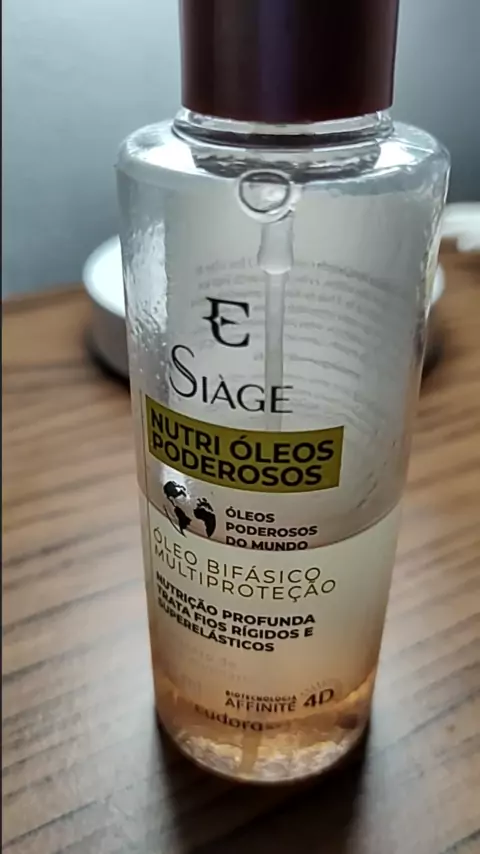 E
SIÀGE
NUTRI ÓLEOS
PODEROSOS
ÓLEOS
PODEROSOS
DO MUNDO
ÓLEO BIFÁSICO
MULTIPROTEÇÃO
NUTRIÇÃO PROFUNDA
TRATA FIOS RÍGIDOS E
SUPERELÁSTICOS
BIOTECNOLOGIA
AFFINITÉ 4D
eudora